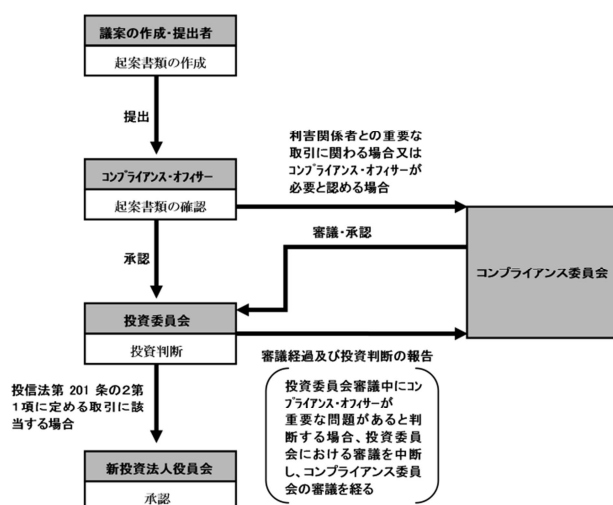 議案の作成・提出者
起案書類の作成
提出
利害関係者との重要な
取引に関わる場合又は
コンプライアンス・オフィサーが
必要と認める場合
コンプライアンス・オフィサー
起案書類の確認
審議・承認
コンプライアンス委員会
承認
投資委員会
投資判断
審議経過及び投資判断の報告
投信法第 201 条の2第
1項に定める取引に該
当する場合
投資委員会審議中にコン
プライアンス・オフィサーが
重要な問題があると判
断する場合、投資委員
会における審議を中断
し、コンプライアンス委員
会の審議を経る
新投資法人役員会
承認